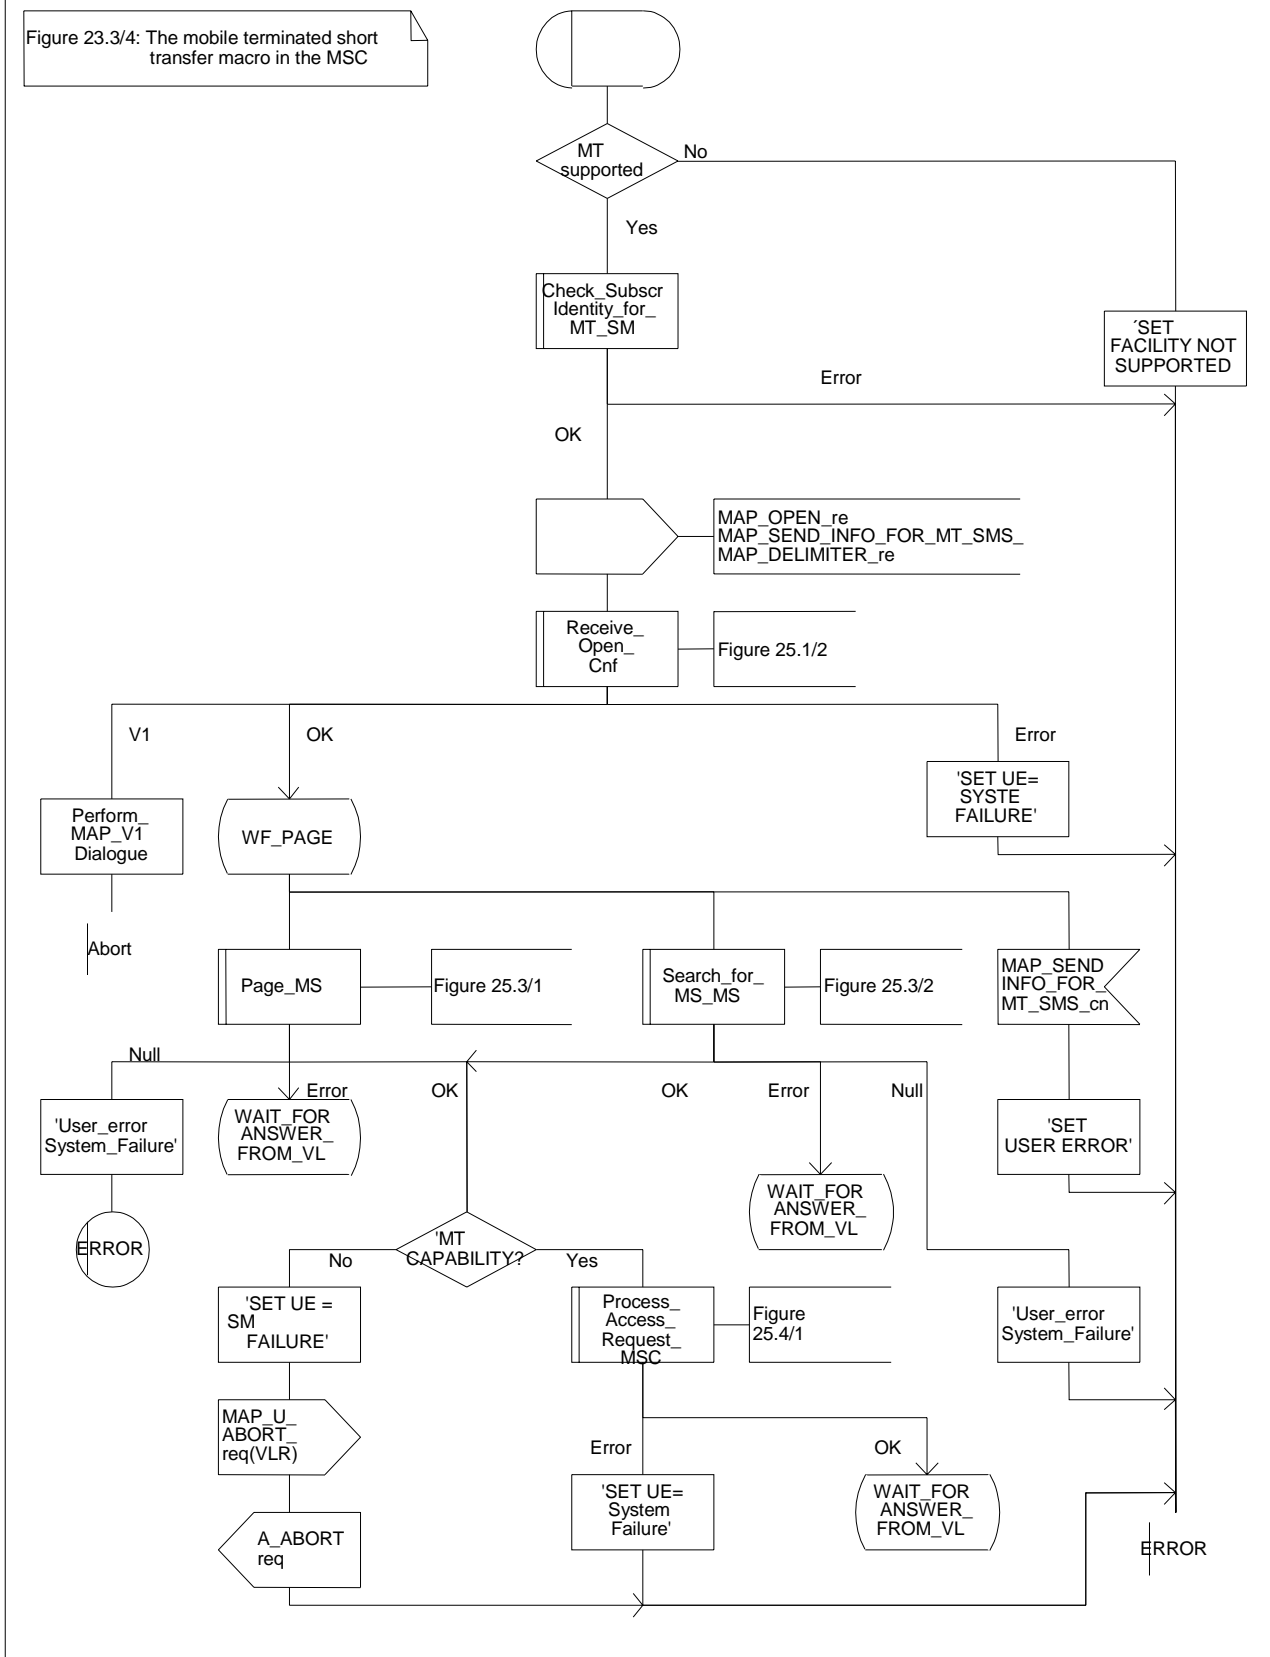 Figure 23.3/4: The mobile terminated short
transfer macro in the MSC
MT
supported
No
Yes
Check_Subscr
Identity_for_
MT_SM
´SET
FACILITY NOT
SUPPORTED
Error
OK
MAP_OPEN_re
MAP_SEND_INFO_FOR_MT_SMS_
MAP_DELIMITER_re
Receive_
Open_
Cnf
Figure 25.1/2
V1
OK
Error
'SET UE=
SYSTE
FAILURE'
Perform_
MAP_V1
Dialogue
WF_PAGE
Abort
Page_MS
Figure 25.3/1
Search_for_
MS_MS
Figure 25.3/2
MAP_SEND
INFO_FOR_
MT_SMS_cn
Null
Error
OK
OK
Error
Null
'User_error
System_Failure'
WAIT_FOR
ANSWER_
FROM_VL
'SET
USER ERROR'
WAIT_FOR
ANSWER_
FROM_VL
ERROR
'MT
CAPABILITY?
No
Yes
'SET UE =
SM
FAILURE'
Process_
Access_
Request_
MSC
Figure
25.4/1
'User_error
System_Failure'
MAP_U_
ABORT_
req(VLR)
Error
OK
'SET UE=
System
Failure'
WAIT_FOR
ANSWER_
FROM_VL
A_ABORT
req
ERROR